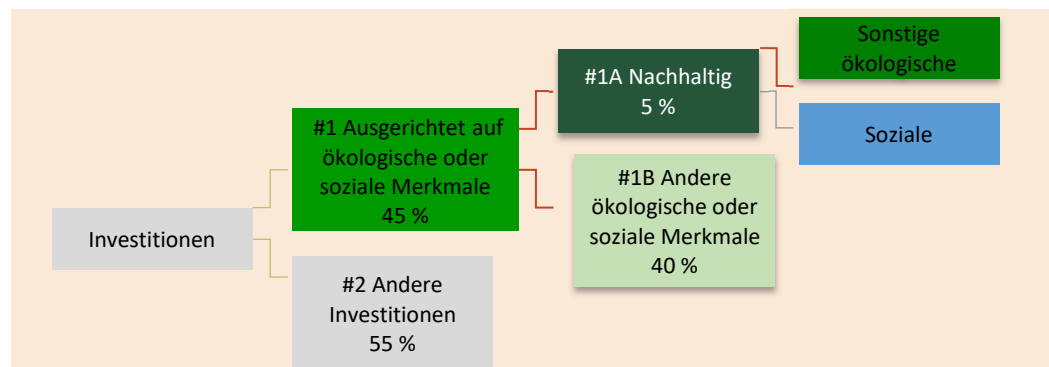 Investitionen
#1 Ausgerichtet auf
ökologische oder
soziale Merkmale
45 %
#2 Andere
Investitionen
55 %
#1A Nachhaltig
5 %
#1B Andere
ökologische oder
soziale Merkmale
40 %
Sonstige
ökologische
Soziale